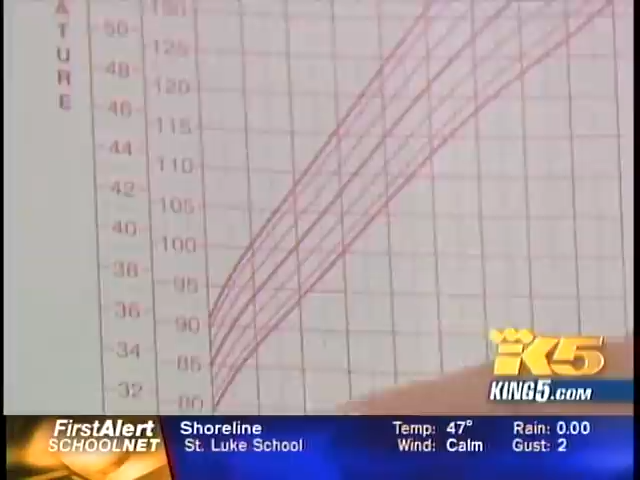 A
T
U
R
E
50
48
46
44
42
40
38
36
34
32
125
120
115
110
105
100
95
90
85
80
K5
KING5.COM
FirstAlert
SCHOOLNET
Shoreline
St. Luke School
Temp: 47°
Wind: Calm
Rain: 0.00
Gust: 2